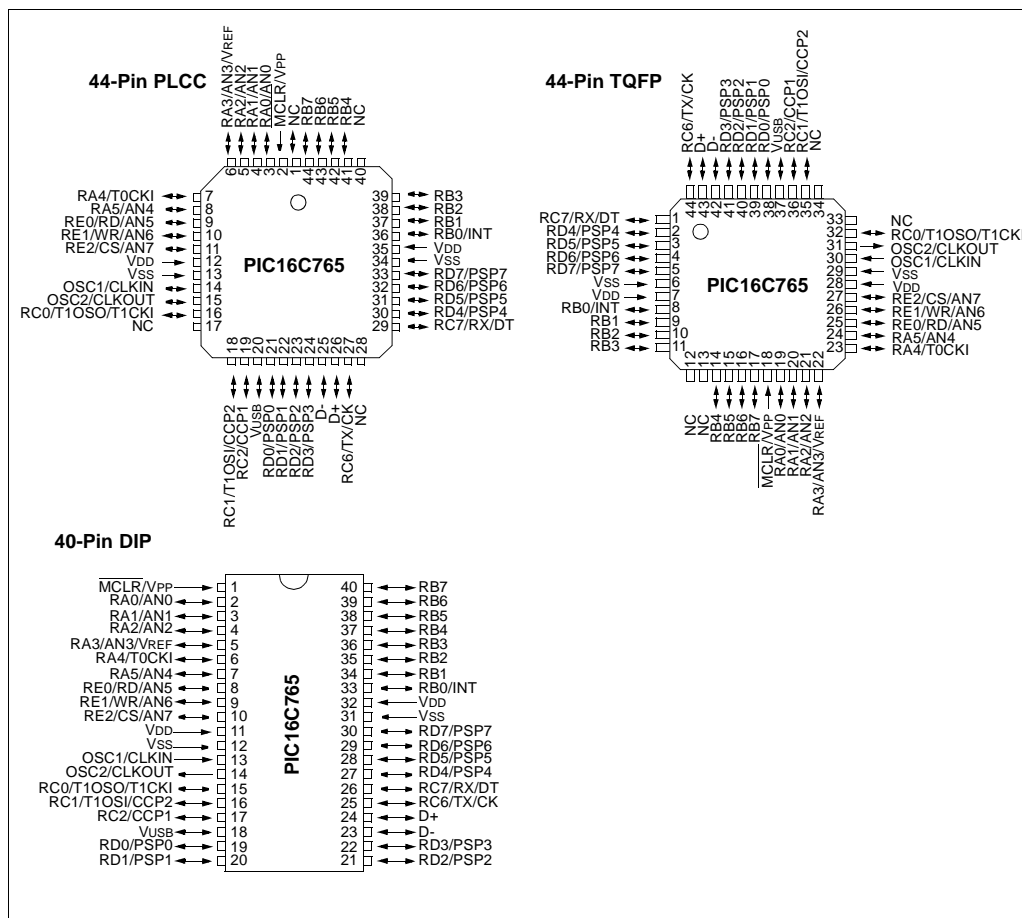 44-Pin PLCC
RA3/AN3/VREF
RA2/AN2
RA1/AN1
RA0/AN0
MCLR/VPP
NC
RB7
RB6
RB5
RB4
NC
6
5
4
3
2
1
44
43
42
41
40
RA4/T0CKI 7
RA5/AN4 8
RE0/RD/AN5 9
RE1/WR/AN6 10
RE2/CS/AN7 11
VDD 12
VSS 13
OSC1/CLKIN 14
OSC2/CLKOUT 15
RC0/T1OSO/T1CKI 16
NC 17
PIC16C765
39 RB3
38 RB2
37 RB1
36 RB0/INT
35 VDD
34 VSS
33 RD7/PSP7
32 RD6/PSP6
31 RD5/PSP5
30 RD4/PSP4
29 RC7/RX/DT
18
19
20
21
22
23
24
25
26
27
28
RC1/T1OSI/CCP2
RC2/CCP1
VUSB
RD0/PSP0
RD1/PSP1
RD2/PSP2
RD3/PSP3
D-
D+
RC6/TX/CK
NC
44-Pin TQFP
RC6/TX/CK
D+
D-
RD3/PSP3
RD2/PSP2
RD1/PSP1
RD0/PSP0
VUSB
RC2/CCP1
RC1/T1OSI/CCP2
NC
44
43
42
41
40
39
38
37
36
35
34
RC7/RX/DT 1
RD4/PSP4 2
RD5/PSP5 3
RD6/PSP6 4
RD7/PSP7 5
VSS 6
VDD 7
RB0/INT 8
RB1 9
RB2 10
RB3 11
PIC16C765
33 NC
32 RC0/T1OSO/T1CKI
31 OSC2/CLKOUT
30 OSC1/CLKIN
29 VSS
28 VDD
27 RE2/CS/AN7
26 RE1/WR/AN6
25 RE0/RD/AN5
24 RA5/AN4
23 RA4/T0CKI
12
13
14
15
16
17
18
19
20
21
22
NC
NC
RB4
RB5
RB6
RB7
MCLR/VPP
RA0/AN0
RA1/AN1
RA2/AN2
RA3/AN3/VREF
40-Pin DIP
MCLR/VPP 1
RA0/AN0 2
RA1/AN1 3
RA2/AN2 4
RA3/AN3/VREF 5
RA4/T0CKI 6
RA5/AN4 7
RE0/RD/AN5 8
RE1/WR/AN6 9
RE2/CS/AN7 10
VDD 11
VSS 12
OSC1/CLKIN 13
OSC2/CLKOUT 14
RC0/T1OSO/T1CKI 15
RC1/T1OSI/CCP2 16
RC2/CCP1 17
VUSB 18
RD0/PSP0 19
RD1/PSP1 20
PIC16C765
40 RB7
39 RB6
38 RB5
37 RB4
36 RB3
35 RB2
34 RB1
33 RB0/INT
32 VDD
31 VSS
30 RD7/PSP7
29 RD6/PSP6
28 RD5/PSP5
27 RD4/PSP4
26 RC7/RX/DT
25 RC6/TX/CK
24 D+
23 D-
22 RD3/PSP3
21 RD2/PSP2